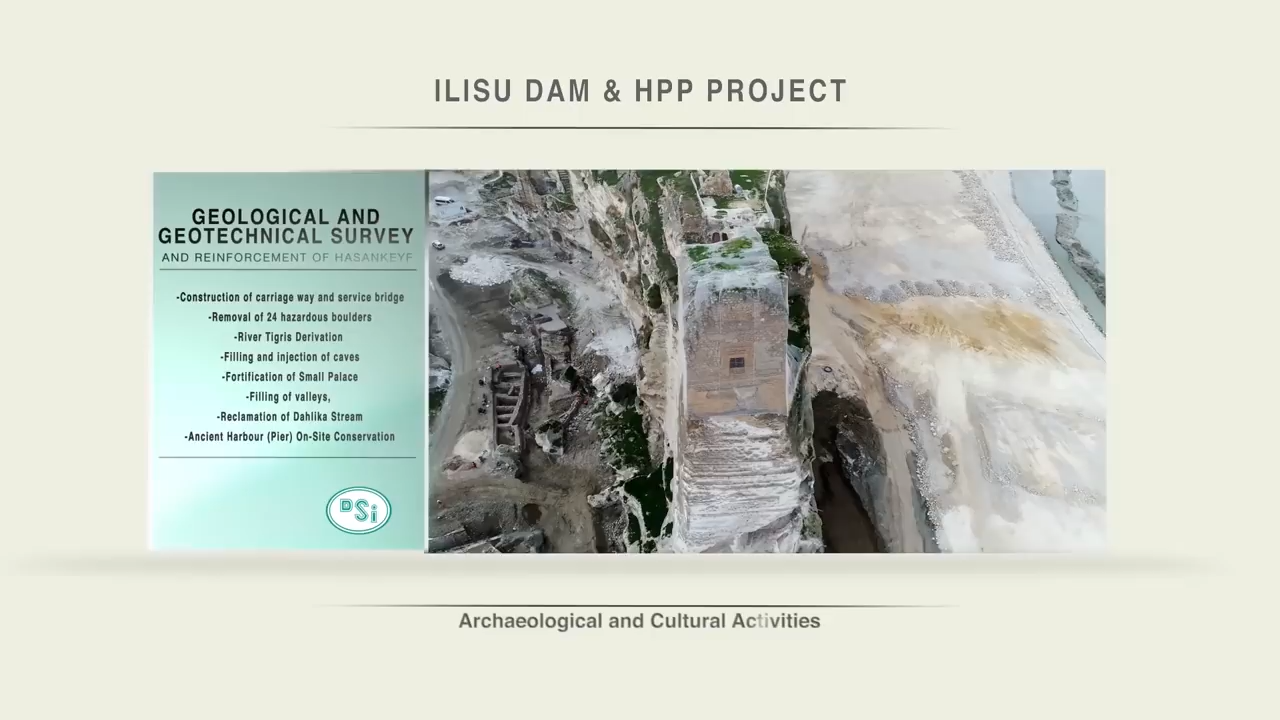 ILISU DAM & HPP PROJECT
GEOLOGICAL AND
GEOTECHNICAL SURVEY
AND REINFORCEMENT OF HASANKEYF
-Construction of carriage way and service bridge
-Removal of 24 hazardous boulders
-River Tigris Derivation
-Filling and injection of caves
-Fortification of Small Palace
-Filling of valleys,
-Reclamation of Dahlika Stream
-Ancient Harbour (Pier) On-Site Conservation
DSi
Archaeological and Cultural Activities